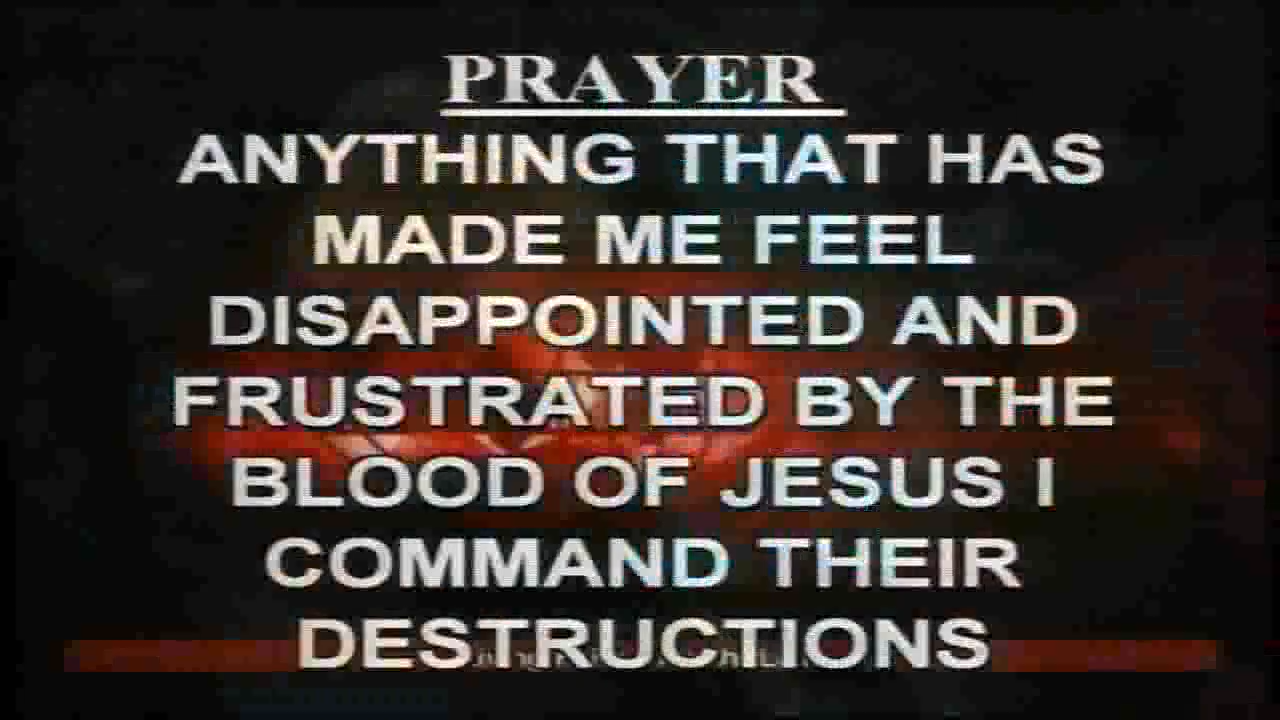 PRAYER
ANYTHING THAT HAS
MADE ME FEEL
DISAPPOINTED AND
FRUSTRATED BY THE
BLOOD OF JESUS I
COMMAND THEIR
DESTRUCTIONS